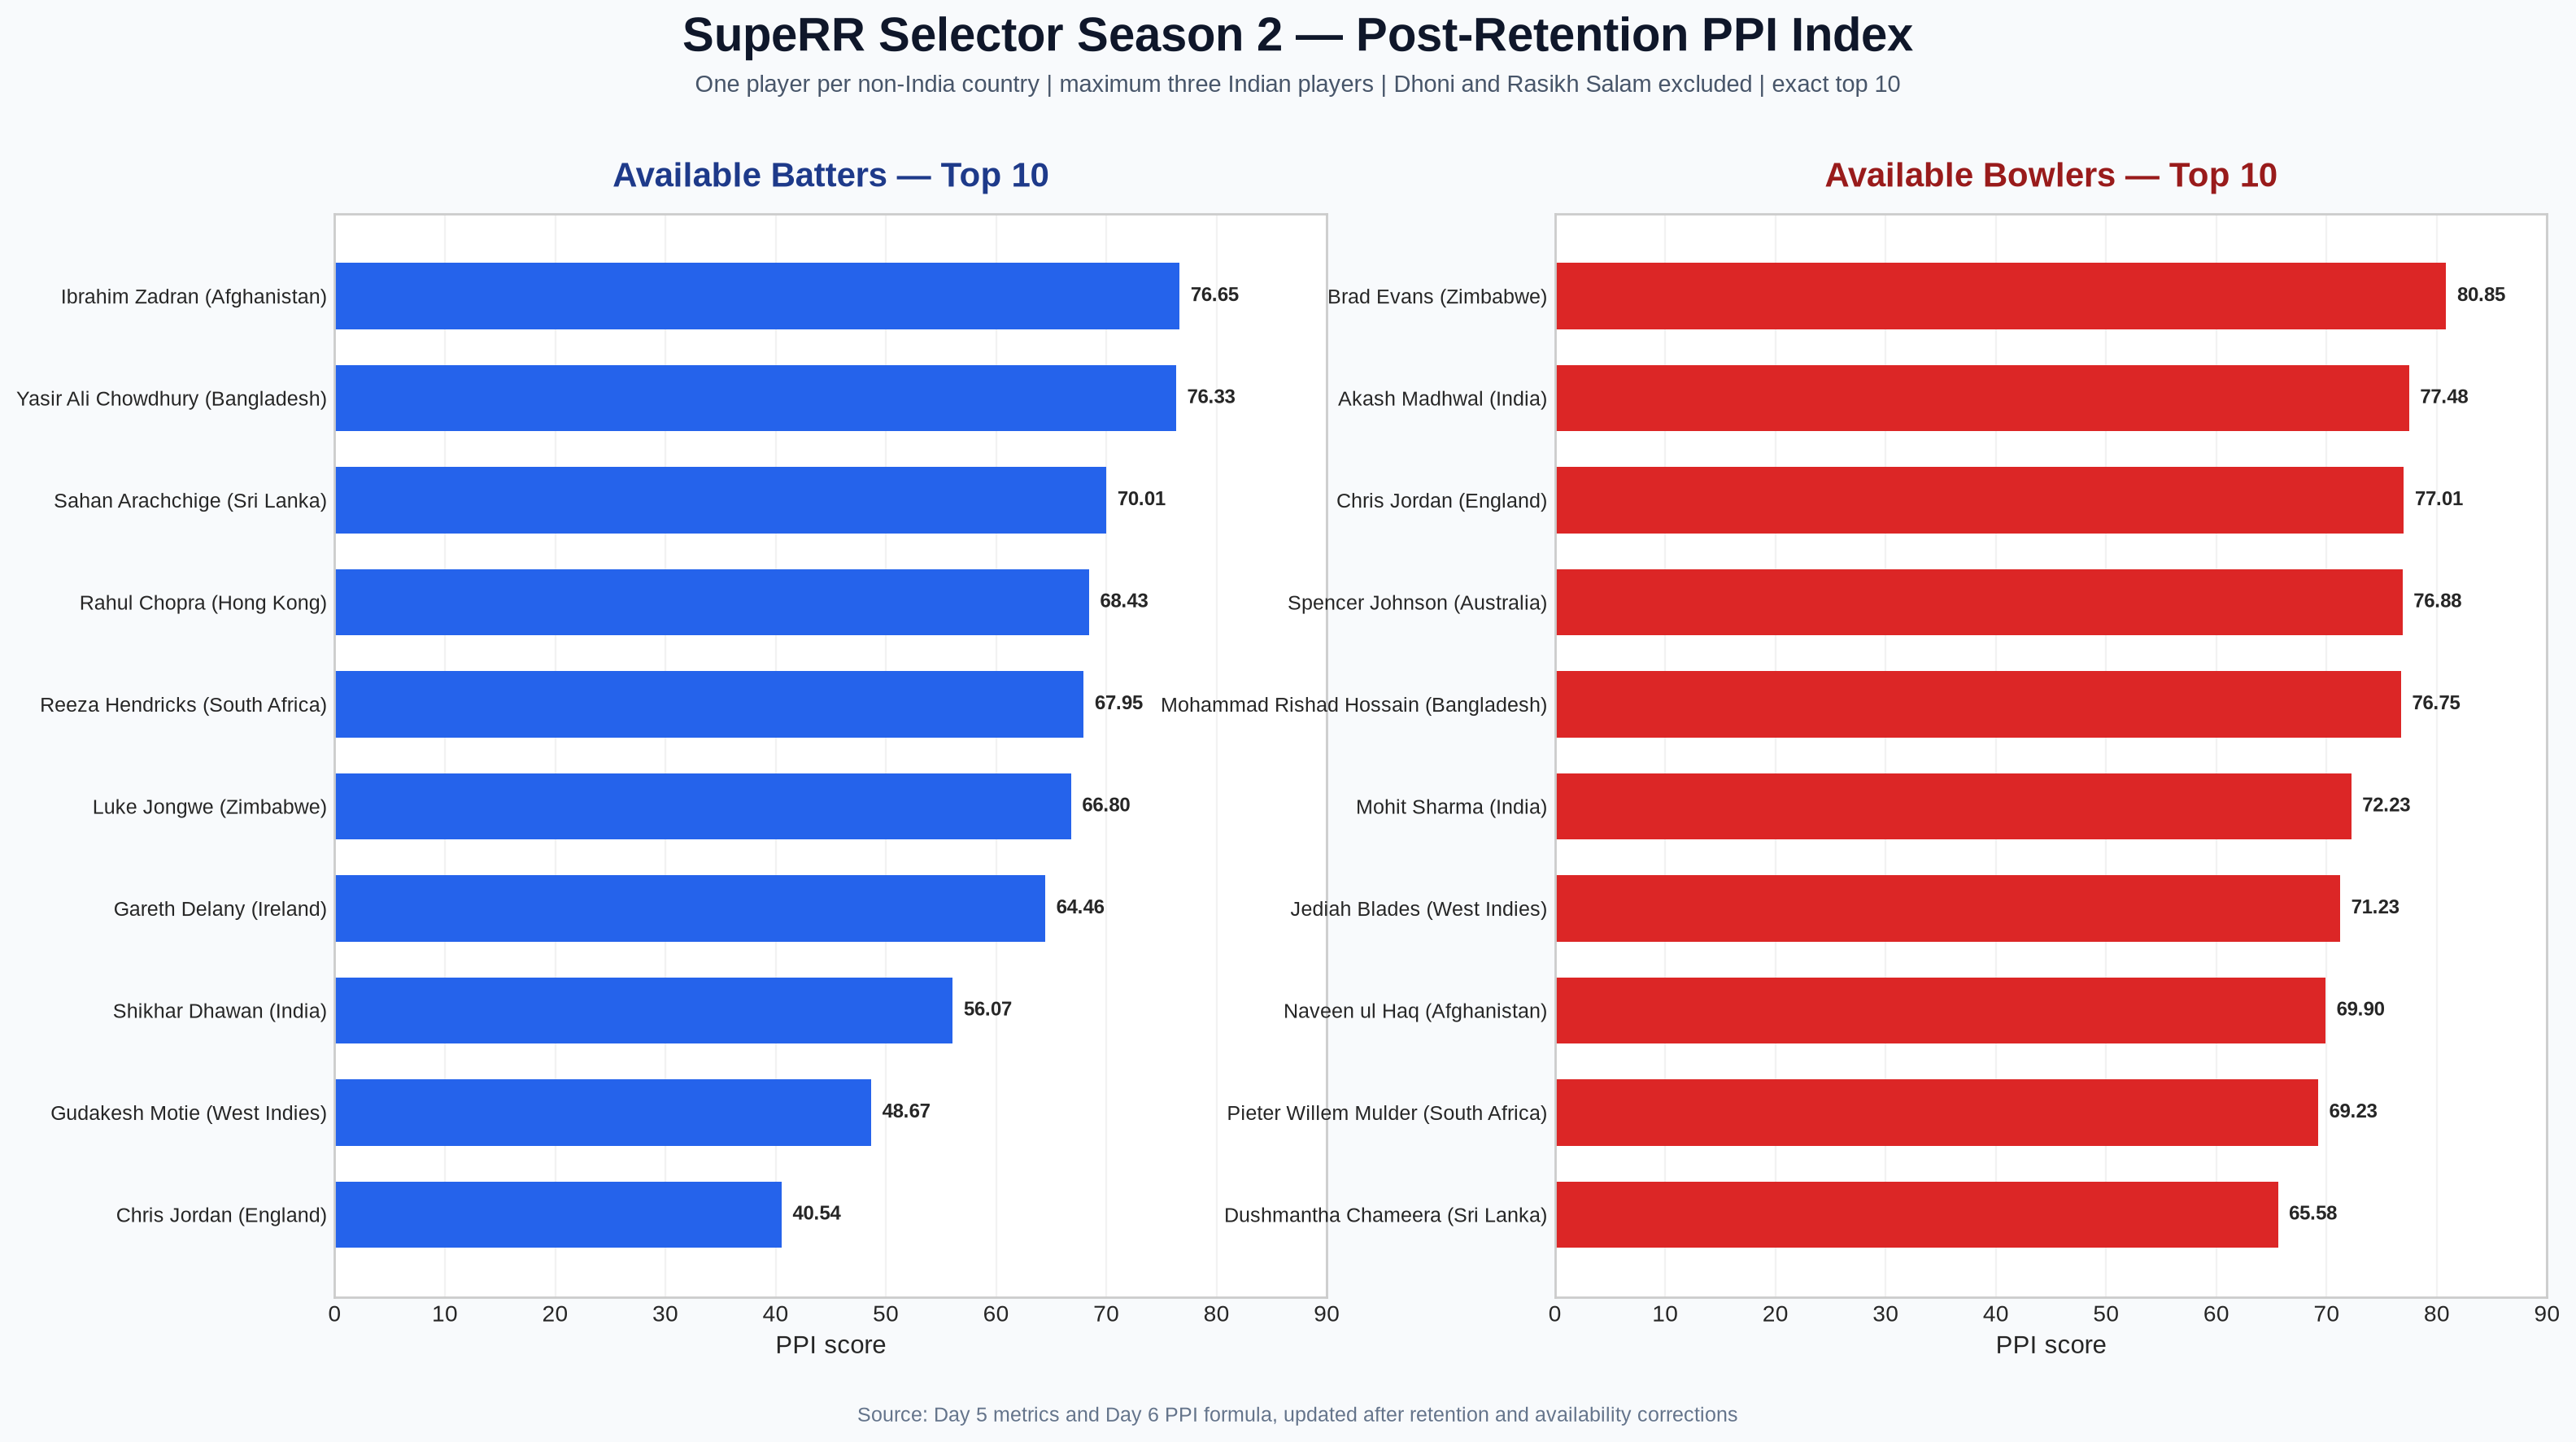 SupeRR Selector Season 2 — Post-Retention PPI Index
One player per non-India country | maximum three Indian players | Dhoni and Rasikh Salam excluded | exact top 10
Available Batters — Top 10
Ibrahim Zadran (Afghanistan) 76.65
Yasir Ali Chowdhury (Bangladesh) 76.33
Sahan Arachchige (Sri Lanka) 70.01
Rahul Chopra (Hong Kong) 68.43
Reeza Hendricks (South Africa) 67.95
Luke Jongwe (Zimbabwe) 66.80
Gareth Delany (Ireland) 64.46
Shikhar Dhawan (India) 56.07
Gudakesh Motie (West Indies) 48.67
Chris Jordan (England) 40.54
0 10 20 30 40 50 60 70 80 90
PPI score
Available Bowlers — Top 10
Brad Evans (Zimbabwe) 80.85
Akash Madhwal (India) 77.48
Chris Jordan (England) 77.01
Spencer Johnson (Australia) 76.88
Mohammad Rishad Hossain (Bangladesh) 76.75
Mohit Sharma (India) 72.23
Jediah Blades (West Indies) 71.23
Naveen ul Haq (Afghanistan) 69.90
Pieter Willem Mulder (South Africa) 69.23
Dushmantha Chameera (Sri Lanka) 65.58
0 10 20 30 40 50 60 70 80 90
PPI score
Source: Day 5 metrics and Day 6 PPI formula, updated after retention and availability corrections